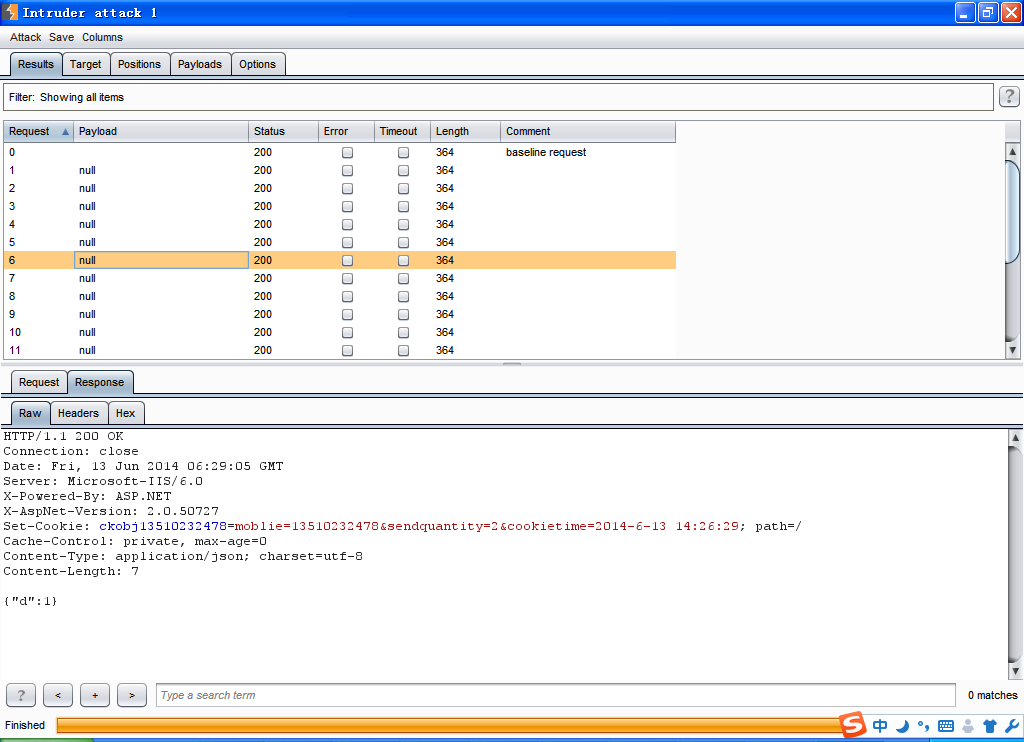 Intruder attack 1
Attack Save Columns
Results Target Positions Payloads Options
Filter: Showing all items ?
Request Payload Status Error Timeout Length Comment
0 200 364 baseline request
1 null 200 364
2 null 200 364
3 null 200 364
4 null 200 364
5 null 200 364
6 null 200 364
7 null 200 364
8 null 200 364
9 null 200 364
10 null 200 364
11 null 200 364
Request Response
Raw Headers Hex
HTTP/1.1 200 OK
Connection: close
Date: Fri, 13 Jun 2014 06:29:05 GMT
Server: Microsoft-IIS/6.0
X-Powered-By: ASP.NET
X-AspNet-Version: 2.0.50727
Set-Cookie: ckobj13510232478=moblie=13510232478&sendquantity=2&cookietime=2014-6-13 14:26:29; path=/
Cache-Control: private, max-age=0
Content-Type: application/json; charset=utf-8
Content-Length: 7
{"d":1}
? < + > Type a search term 0 matches
Finished S 中